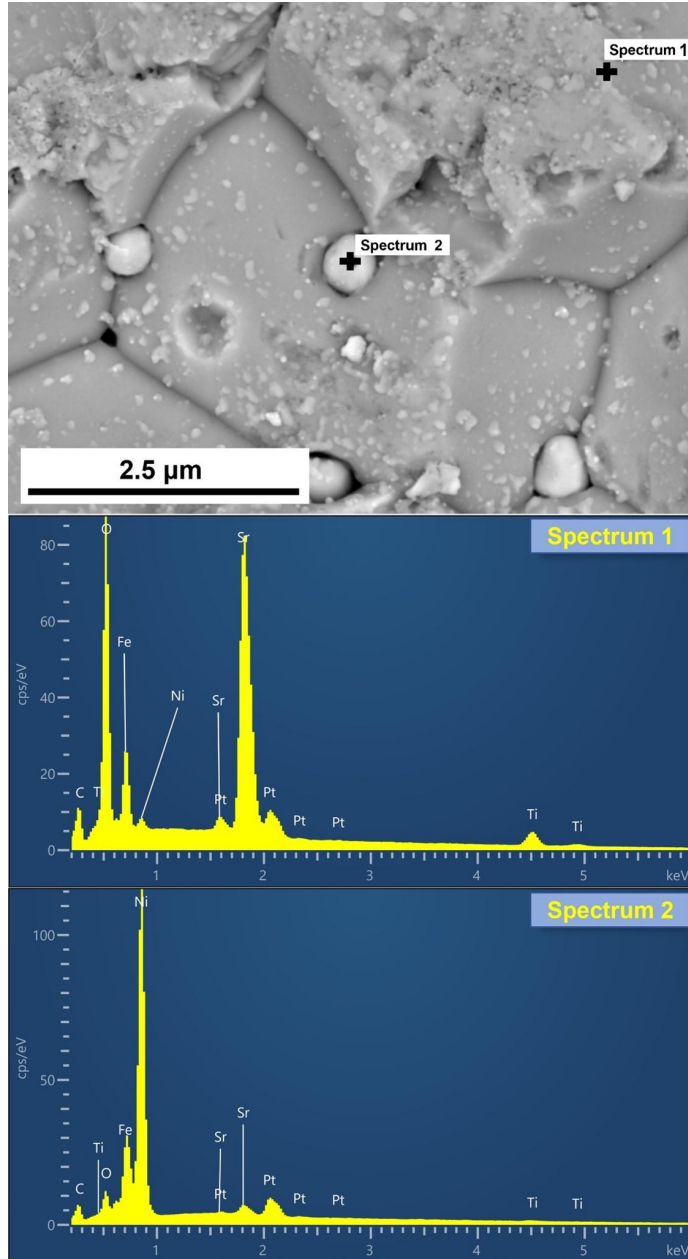 Spectrum 1
Spectrum 2
2.5 µm
Spectrum 1
O
Sr
80
60
Fe
cps/eV
Ni
Sr
40
20
C
T
Pt
Pt
Pt
Pt
Ti
Ti
0
1
2
3
4
5
keV
Ni
Spectrum 2
100
cps/eV
50
Sr
Sr
Ti
Fe
O
C
Pt
Pt
Pt
Pt
Ti
Ti
0
1
2
3
4
5
keV